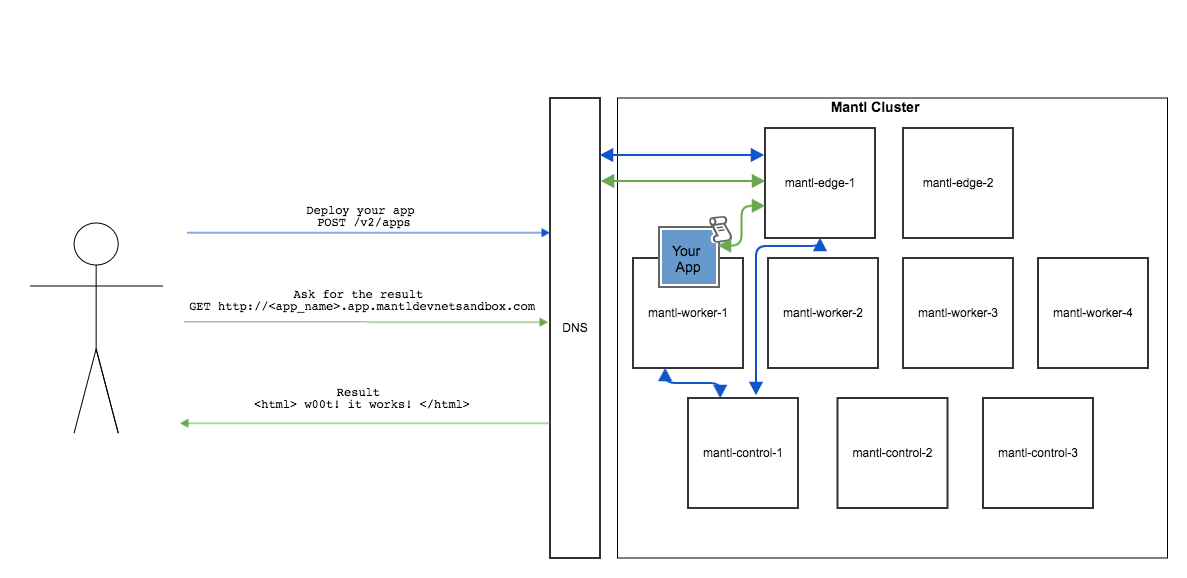 Mantl Cluster
mantl-edge-1
mantl-edge-2
Deploy your app
POST /v2/apps
Your
App
Ask for the result
GET http://<app_name>.app.mantldevnetsandbox.com
DNS
mantl-worker-1
mantl-worker-2
mantl-worker-3
mantl-worker-4
Result
<html> w00t! it works! </html>
mantl-control-1
mantl-control-2
mantl-control-3